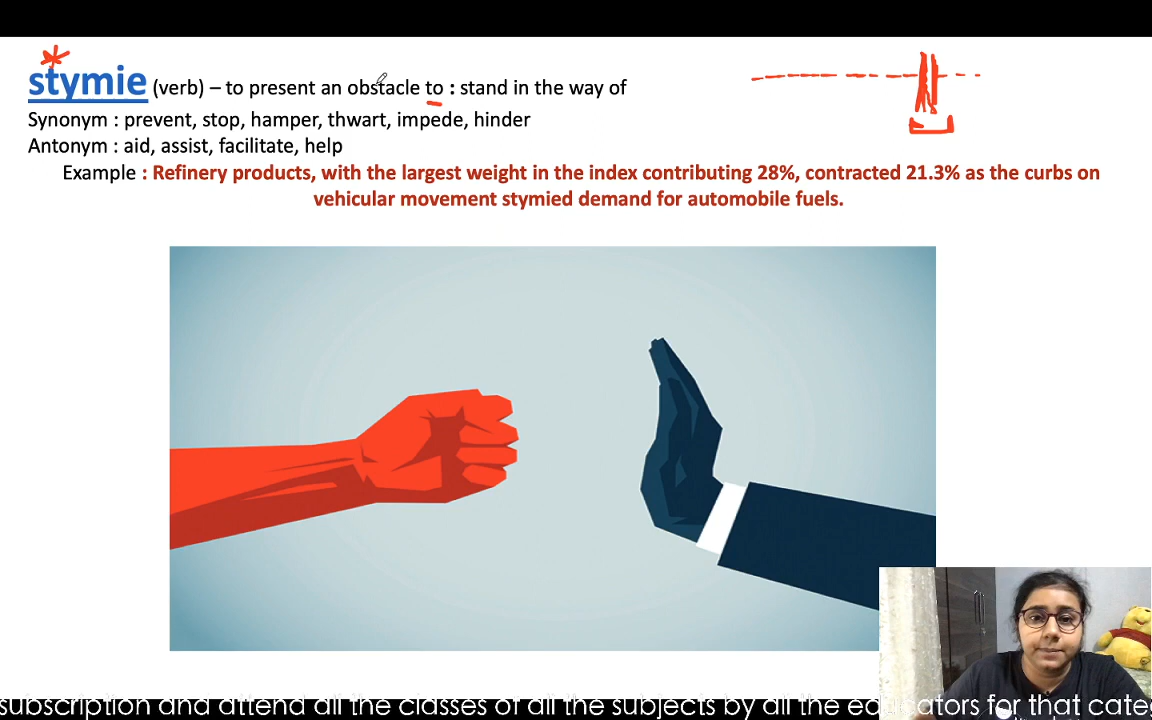 stymie (verb) – to present an obstacle to : stand in the way of
Synonym : prevent, stop, hamper, thwart, impede, hinder
Antonym : aid, assist, facilitate, help
Example : Refinery products, with the largest weight in the index contributing 28%, contracted 21.3% as the curbs on
vehicular movement stymied demand for automobile fuels.
subscription and attend all the classes of all the subjects by all the educators for that cate